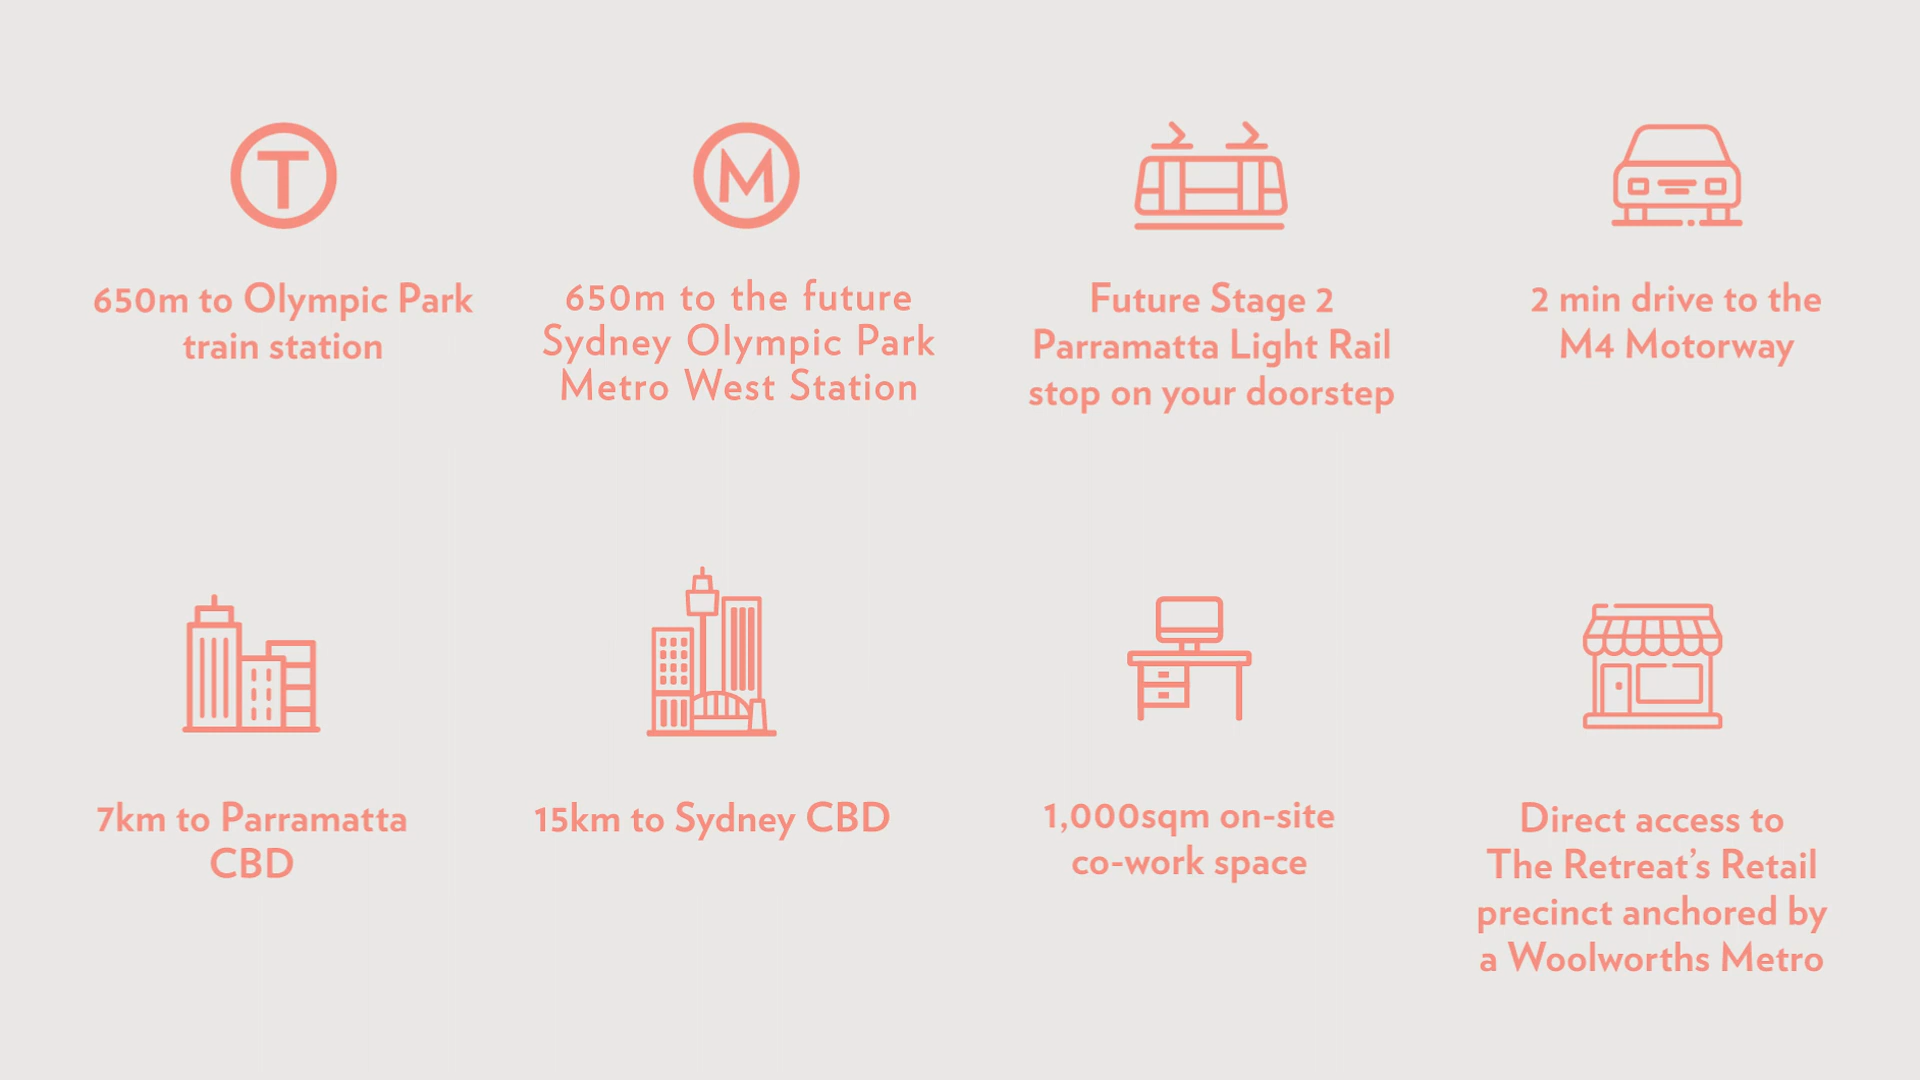 T
650m to Olympic Park
train station
M
650m to the future
Sydney Olympic Park
Metro West Station
Future Stage 2
Parramatta Light Rail
stop on your doorstep
2 min drive to the
M4 Motorway
7km to Parramatta
CBD
15km to Sydney CBD
1,000sqm on-site
co-work space
Direct access to
The Retreat’s Retail
precinct anchored by
a Woolworths Metro